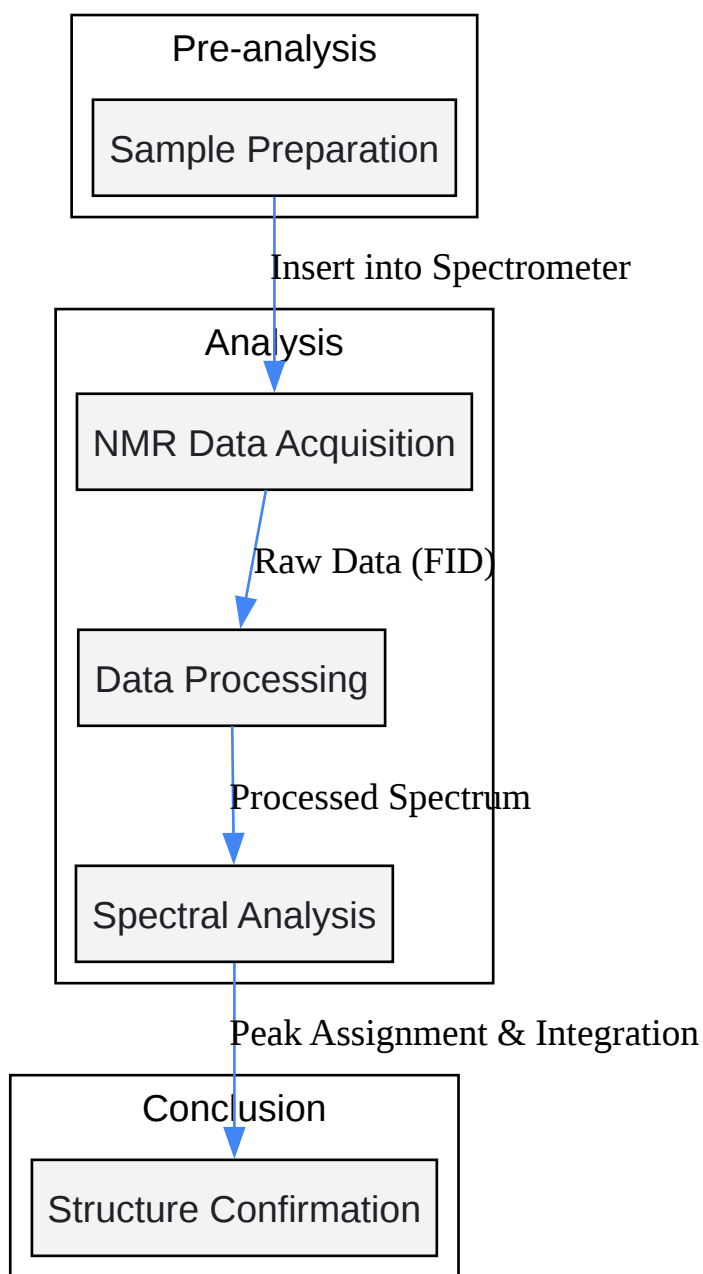 Pre-analysis
Sample Preparation
Insert into Spectrometer
Analysis
NMR Data Acquisition
Raw Data (FID)
Data Processing
Processed Spectrum
Spectral Analysis
Peak Assignment & Integration
Conclusion
Structure Confirmation